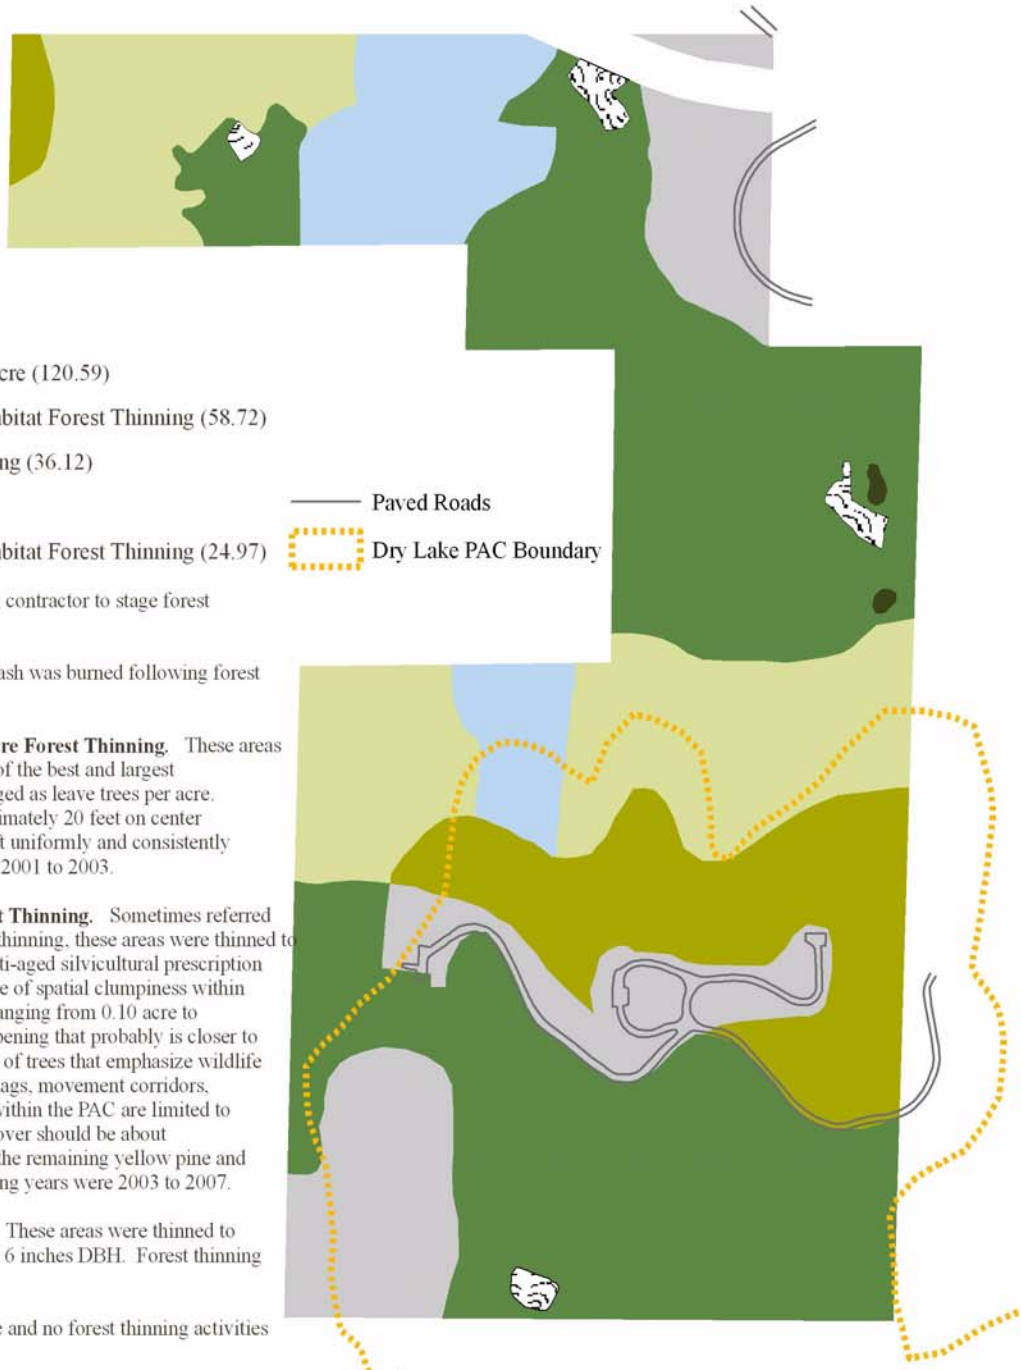 cre (120.59)
bitat Forest Thinning (58.72)
ng (36.12)
Paved Roads
bitat Forest Thinning (24.97)
Dry Lake PAC Boundary
contractor to stage forest
ash was burned following forest
re Forest Thinning. These areas
of the best and largest
ged as leave trees per acre.
imately 20 feet on center
t uniformly and consistently
2001 to 2003.
t Thinning. Sometimes referred
thinning, these areas were thinned to
ti-aged silvicultural prescription
e of spatial clumpiness within
anging from 0.10 acre to
pening that probably is closer to
of trees that emphasize wildlife
ags, movement corridors,
within the PAC are limited to
over should be about
the remaining yellow pine and
ng years were 2003 to 2007.
These areas were thinned to
6 inches DBH. Forest thinning
e and no forest thinning activities